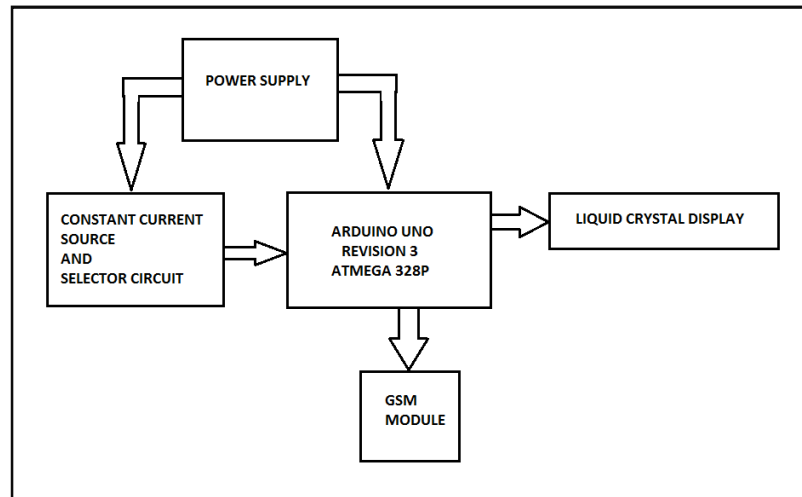 POWER SUPPLY
CONSTANT CURRENT
SOURCE
AND
SELECTOR CIRCUIT
ARDUINO UNO
REVISION 3
ATMEGA 328P
LIQUID CRYSTAL DISPLAY
GSM
MODULE